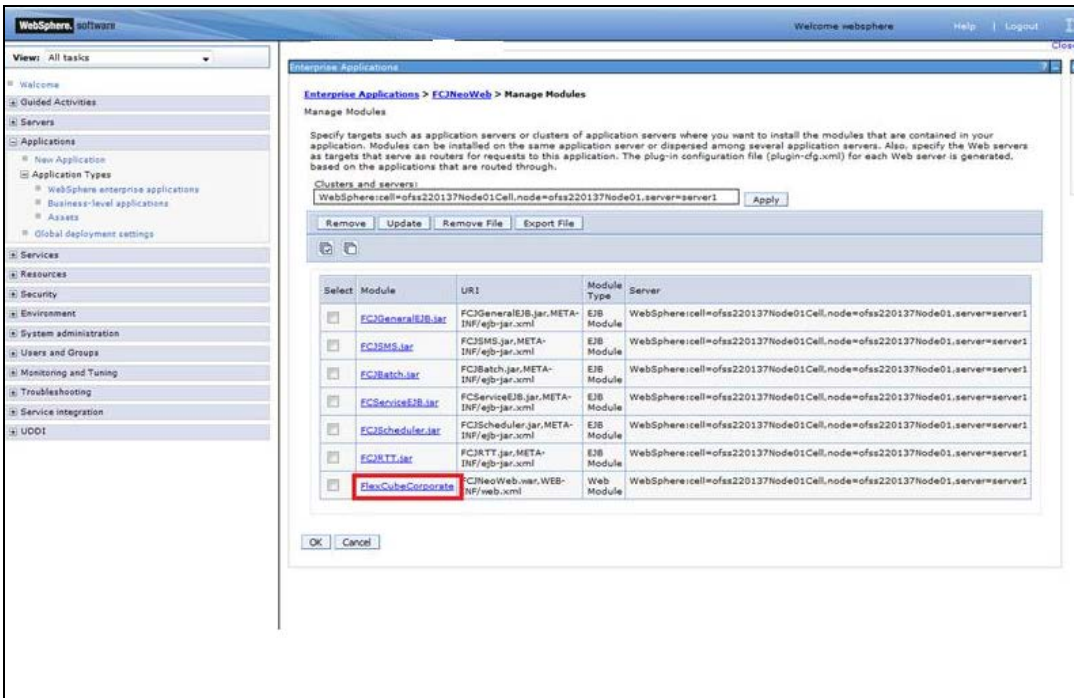 WebSphere. software
Welcome websphere
Help | Logout
Close
View: All tasks
Welcome
Guided Activities
Servers
Applications
New Application
Application Types
WebSphere enterprise applications
Business-level applications
Assets
Global deployment settings
Services
Resources
Security
Environment
System administration
Users and Groups
Monitoring and Tuning
Troubleshooting
Service integration
UDDI
Enterprise Applications
? -
Enterprise Applications > FCJNeoWeb > Manage Modules
Manage Modules
Specify targets such as application servers or clusters of application servers where you want to install the modules that are contained in your
application. Modules can be installed on the same application server or dispersed among several application servers. Also, specify the Web servers
as targets that serve as routers for requests to this application. The plug-in configuration file (plugin-cfg.xml) for each Web server is generated,
based on the applications that are routed through.
Clusters and servers:
WebSphere:cell=ofss220137Node01Cell,node=ofss220137Node01,server=server1
Apply
Remove Update Remove File Export File
Select Module URI Module Type Server
FCJGeneralEJB.jar FCJGeneralEJB.jar,META-INF/ejb-jar.xml EJB Module WebSphere:cell=ofss220137Node01Cell,node=ofss220137Node01,server=server1
FCJSMS.jar FCJSMS.jar,META-INF/ejb-jar.xml EJB Module WebSphere:cell=ofss220137Node01Cell,node=ofss220137Node01,server=server1
FCJBatch.jar FCJBatch.jar,META-INF/ejb-jar.xml EJB Module WebSphere:cell=ofss220137Node01Cell,node=ofss220137Node01,server=server1
FCServiceEJB.jar FCServiceEJB.jar,META-INF/ejb-jar.xml EJB Module WebSphere:cell=ofss220137Node01Cell,node=ofss220137Node01,server=server1
FCJScheduler.jar FCJScheduler.jar,META-INF/ejb-jar.xml EJB Module WebSphere:cell=ofss220137Node01Cell,node=ofss220137Node01,server=server1
FCJRTT.jar FCJRTT.jar,META-INF/ejb-jar.xml EJB Module WebSphere:cell=ofss220137Node01Cell,node=ofss220137Node01,server=server1
FlexCubeCorporate FCJNeoWeb.war,WEB-INF/web.xml Web Module WebSphere:cell=ofss220137Node01Cell,node=ofss220137Node01,server=server1
OK Cancel